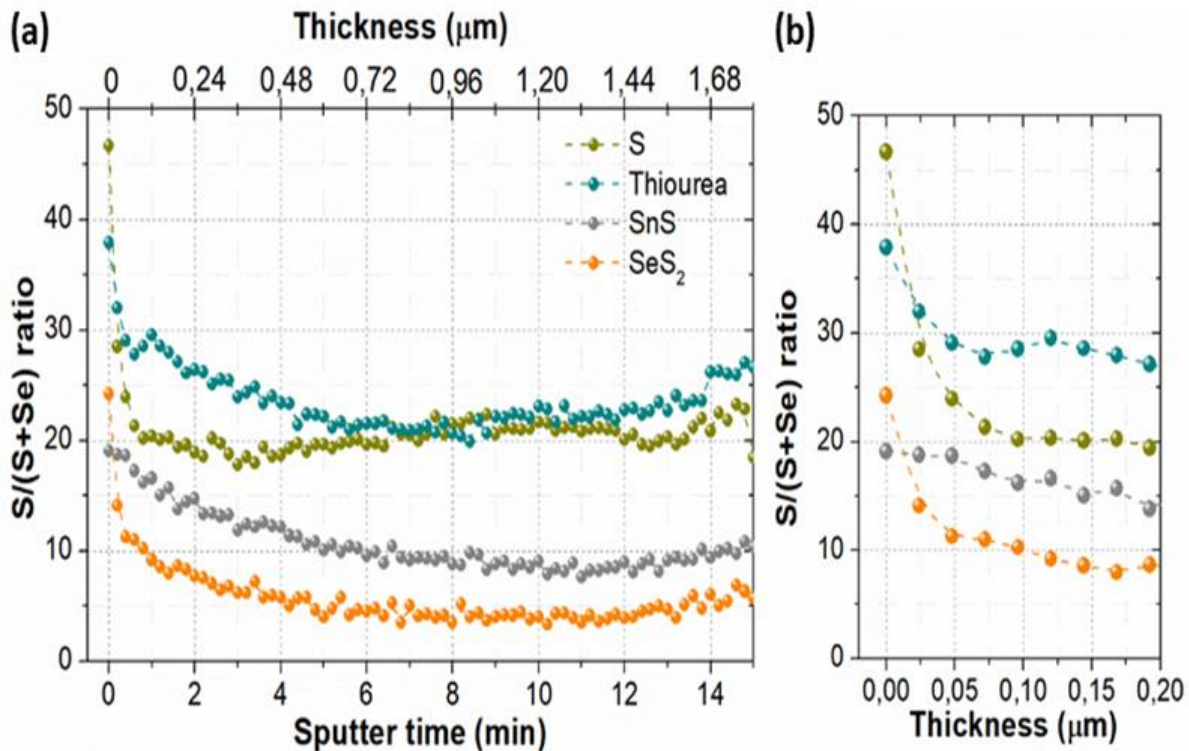 (a)
Thickness (μm)
0 0,24 0,48 0,72 0,96 1,20 1,44 1,68
50
40
30
20
10
0
S/(S+Se) ratio
S
Thiourea
SnS
SeS₂
0 2 4 6 8 10 12 14
Sputter time (min)
(b)
50
40
30
20
10
0
S/(S+Se) ratio
0,00 0,05 0,10 0,15 0,20
Thickness (μm)